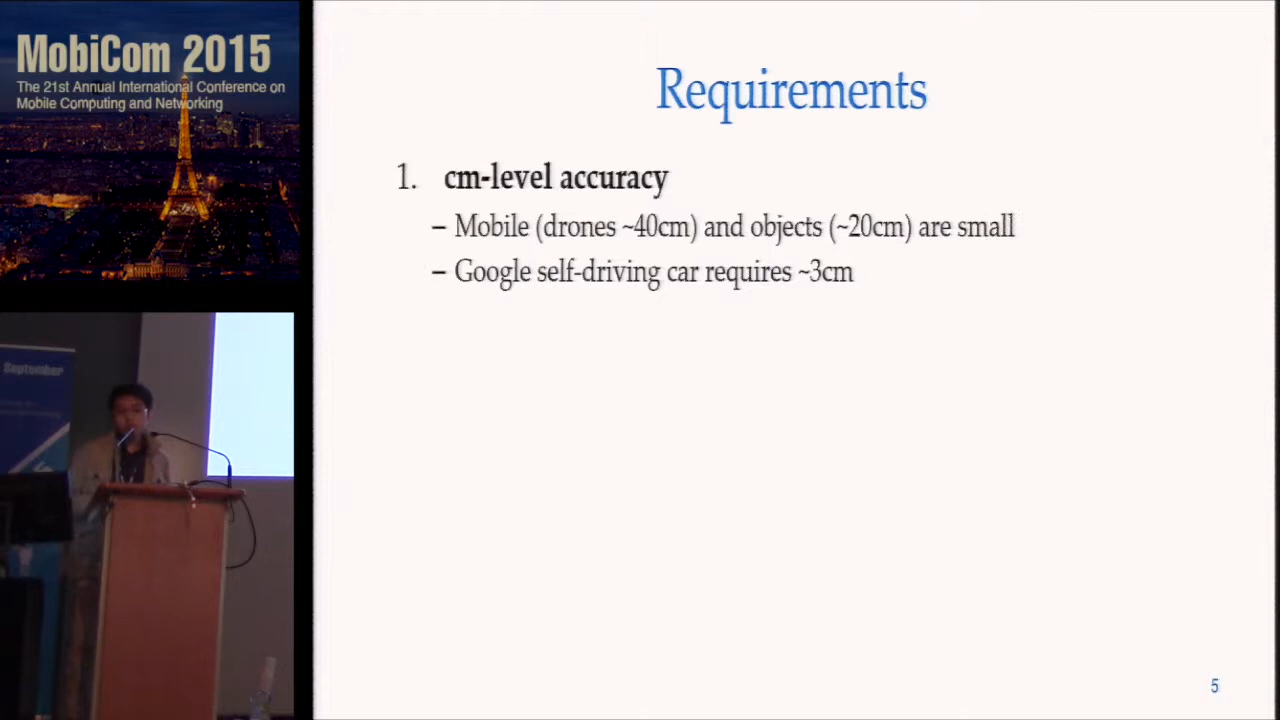 MobiCom 2015
The 21st Annual International Conference on
Mobile Computing and Networking
September
Requirements
1. cm-level accuracy
– Mobile (drones ~40cm) and objects (~20cm) are small
– Google self-driving car requires ~3cm
5